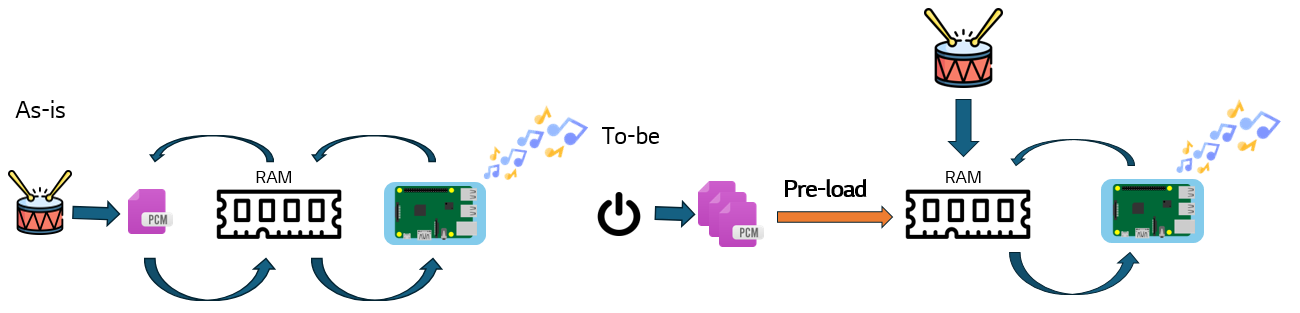 As-is
PCM
RAM
To-be
PCM
Pre-load
RAM